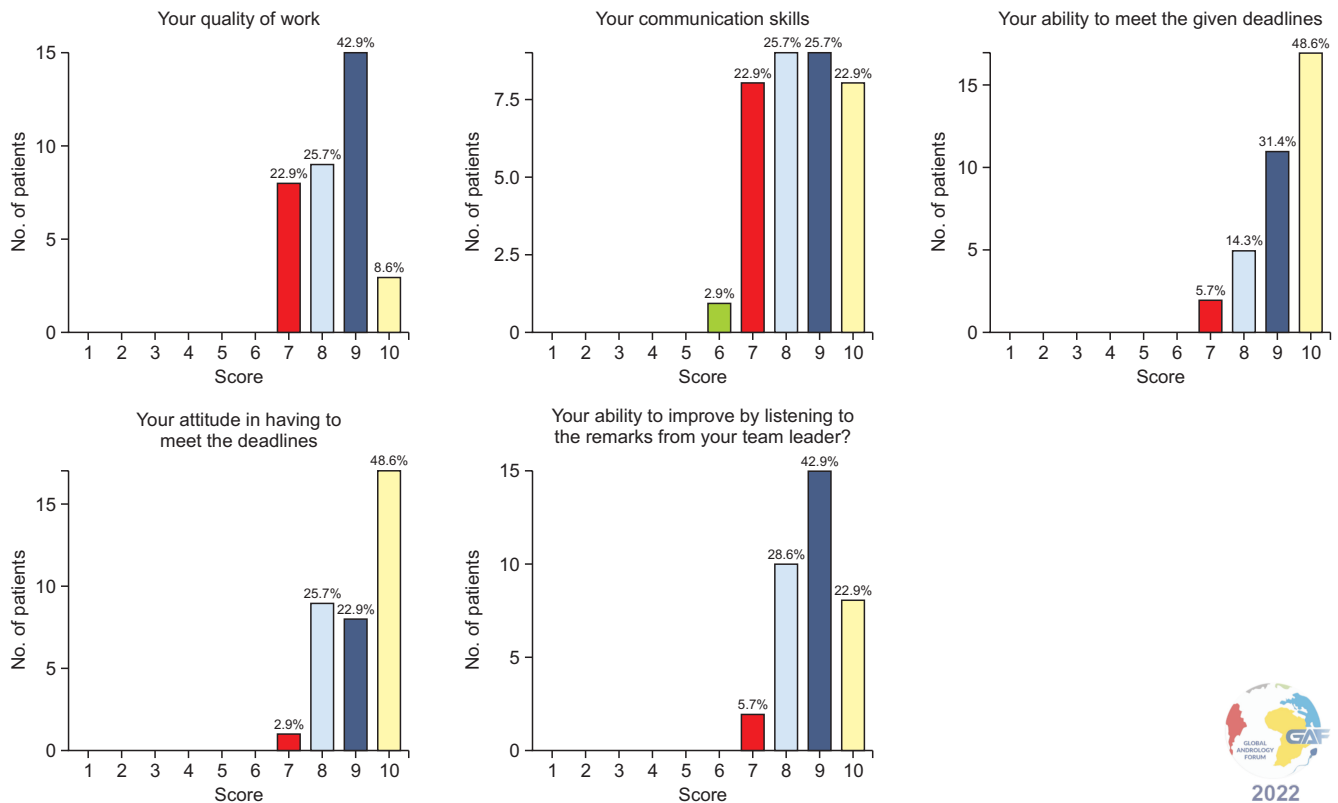 Your quality of work
No. of patients
15
10
5
0
22.9%
25.7%
42.9%
8.6%
1 2 3 4 5 6 7 8 9 10
Score
Your communication skills
No. of patients
7.5
5.0
2.5
0
2.9%
22.9%
25.7%
25.7%
22.9%
1 2 3 4 5 6 7 8 9 10
Score
Your ability to meet the given deadlines
No. of patients
15
10
5
0
5.7%
14.3%
31.4%
48.6%
1 2 3 4 5 6 7 8 9 10
Score
Your attitude in having to
meet the deadlines
No. of patients
15
10
5
0
2.9%
25.7%
22.9%
48.6%
1 2 3 4 5 6 7 8 9 10
Score
Your ability to improve by listening to
the remarks from your team leader?
No. of patients
15
10
5
0
5.7%
28.6%
42.9%
22.9%
1 2 3 4 5 6 7 8 9 10
Score
GLOBAL
ANDROLOGY
FORUM
GAF
2022